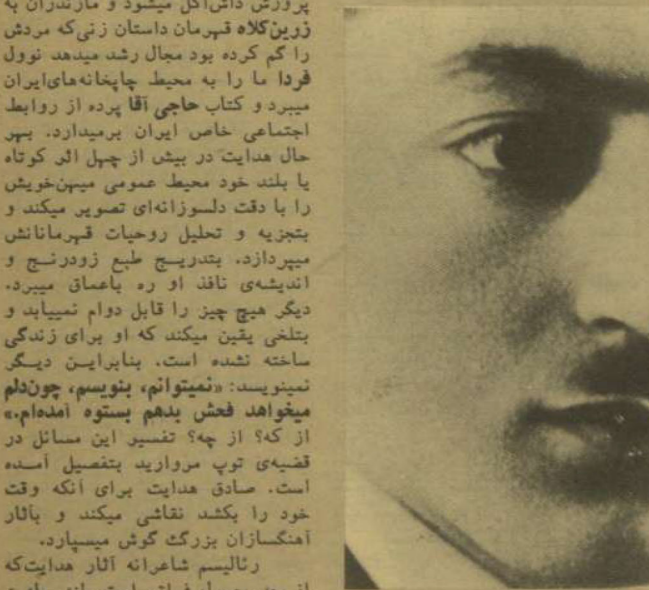 پرورش داش‌آکل میشود و مازندران به
زرین‌کلاه قهرمان داستان زنی‌که مردش
را گم کرده بود مجال رشد میدهد نوول
فردا ما را به محیط چاپخانه‌های‌ایران
میبرد و کتاب حاجی آقا پرده از روابط
اجتماعی خاص ایران برمیدارد. بهر
حال هدایت در بیش از چهل اثر کوتاه
یا بلند خود محیط عمومی میهن‌خویش
را با دقت دلسوزانه‌ای تصویر میکند و
بتجزیه و تحلیل روحیات قهرمانانش
میپردازد. بتدریج طبع زودرنج و
اندیشه‌ی نافذ او ره باعماق میبرد.
دیگر هیچ چیز را قابل دوام نمییابد و
بتلخی یقین میکند که او برای زندگی
ساخته نشده است. بنابراین دیگر
نمینویسد: «نمیتوانم، بنویسم، چون‌دلم
میخواهد فحش بدهم بستوه آمده‌ام.»
از که؟ از چه؟ تفسیر این مسائل در
قضیه‌ی توپ مروارید بتفصیل آمده
است. صادق هدایت برای آنکه وقت
خود را بکشد نقاشی میکند و بآثار
آهنگسازان بزرگ گوش میسپارد.
رئالیسم شاعرانه آثار هدایت‌که